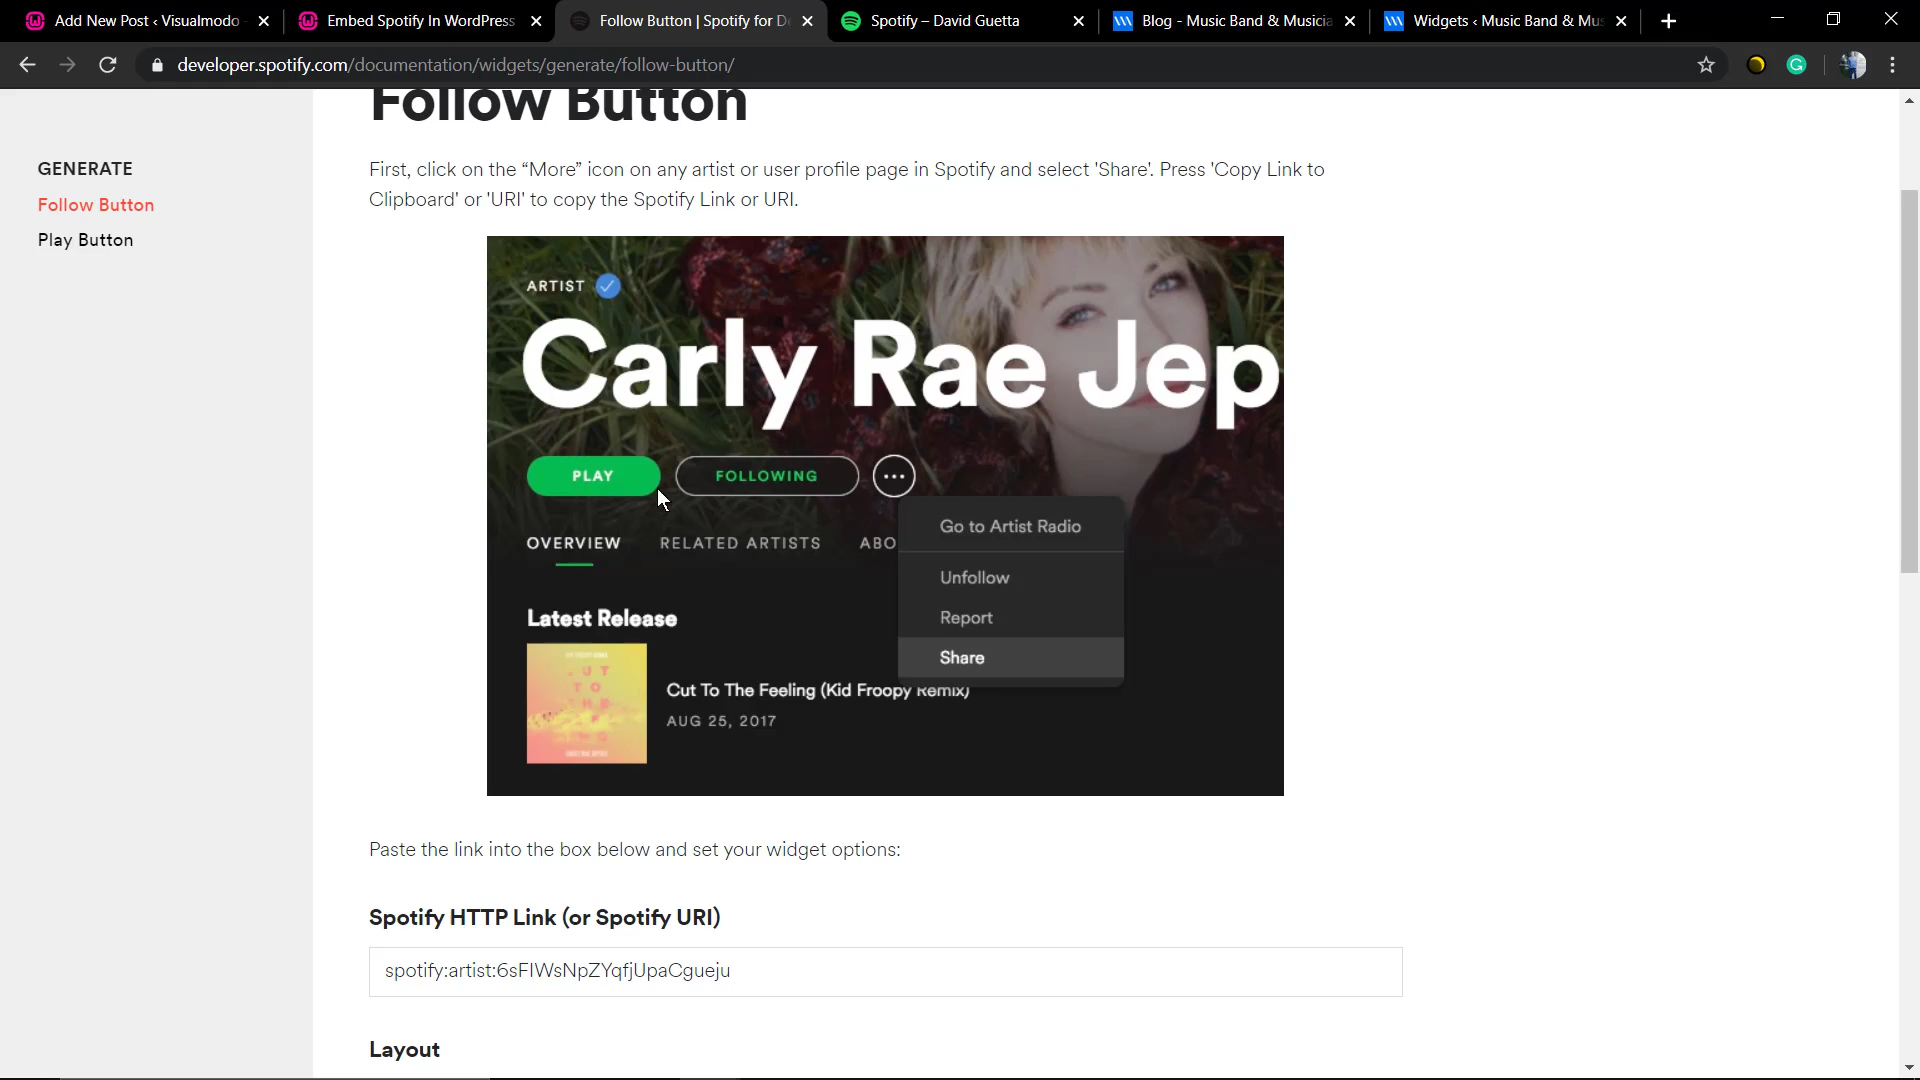 Add New Post ‹ Visualmodo
Embed Spotify In WordPress
Follow Button | Spotify for De
Spotify – David Guetta
Blog - Music Band & Musicia
Widgets ‹ Music Band & Mus
developer.spotify.com/documentation/widgets/generate/follow-button/
Follow Button
GENERATE
Follow Button
Play Button
First, click on the “More” icon on any artist or user profile page in Spotify and select 'Share'. Press 'Copy Link to
Clipboard' or 'URI' to copy the Spotify Link or URI.
ARTIST
Carly Rae Jep
PLAY
FOLLOWING
Go to Artist Radio
Unfollow
Report
Share
OVERVIEW
RELATED ARTISTS
ABO
Latest Release
CUT
TO
THE
Cut To The Feeling (Kid Froopy Remix)
AUG 25, 2017
Paste the link into the box below and set your widget options:
Spotify HTTP Link (or Spotify URI)
spotify:artist:6sFIWsNpZYqfjUpaCgueju
Layout